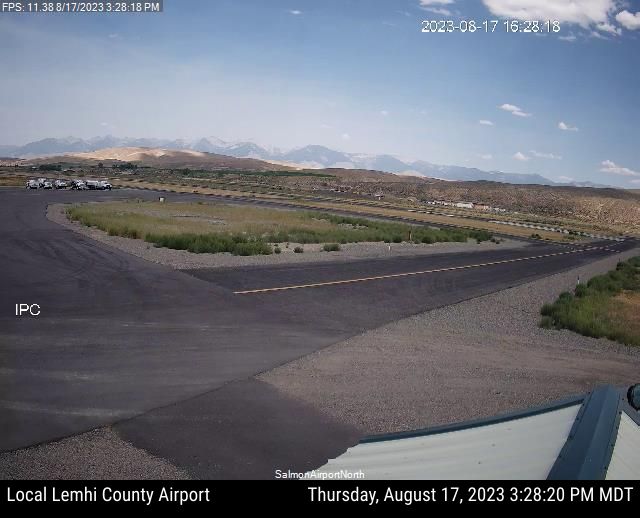 FPS: 11.38 8/17/2023 3:28:18 PM
2023-08-17 16:28:18
IPC
SalmonAirportNorth
Local Lemhi County Airport
Thursday, August 17, 2023 3:28:20 PM MDT